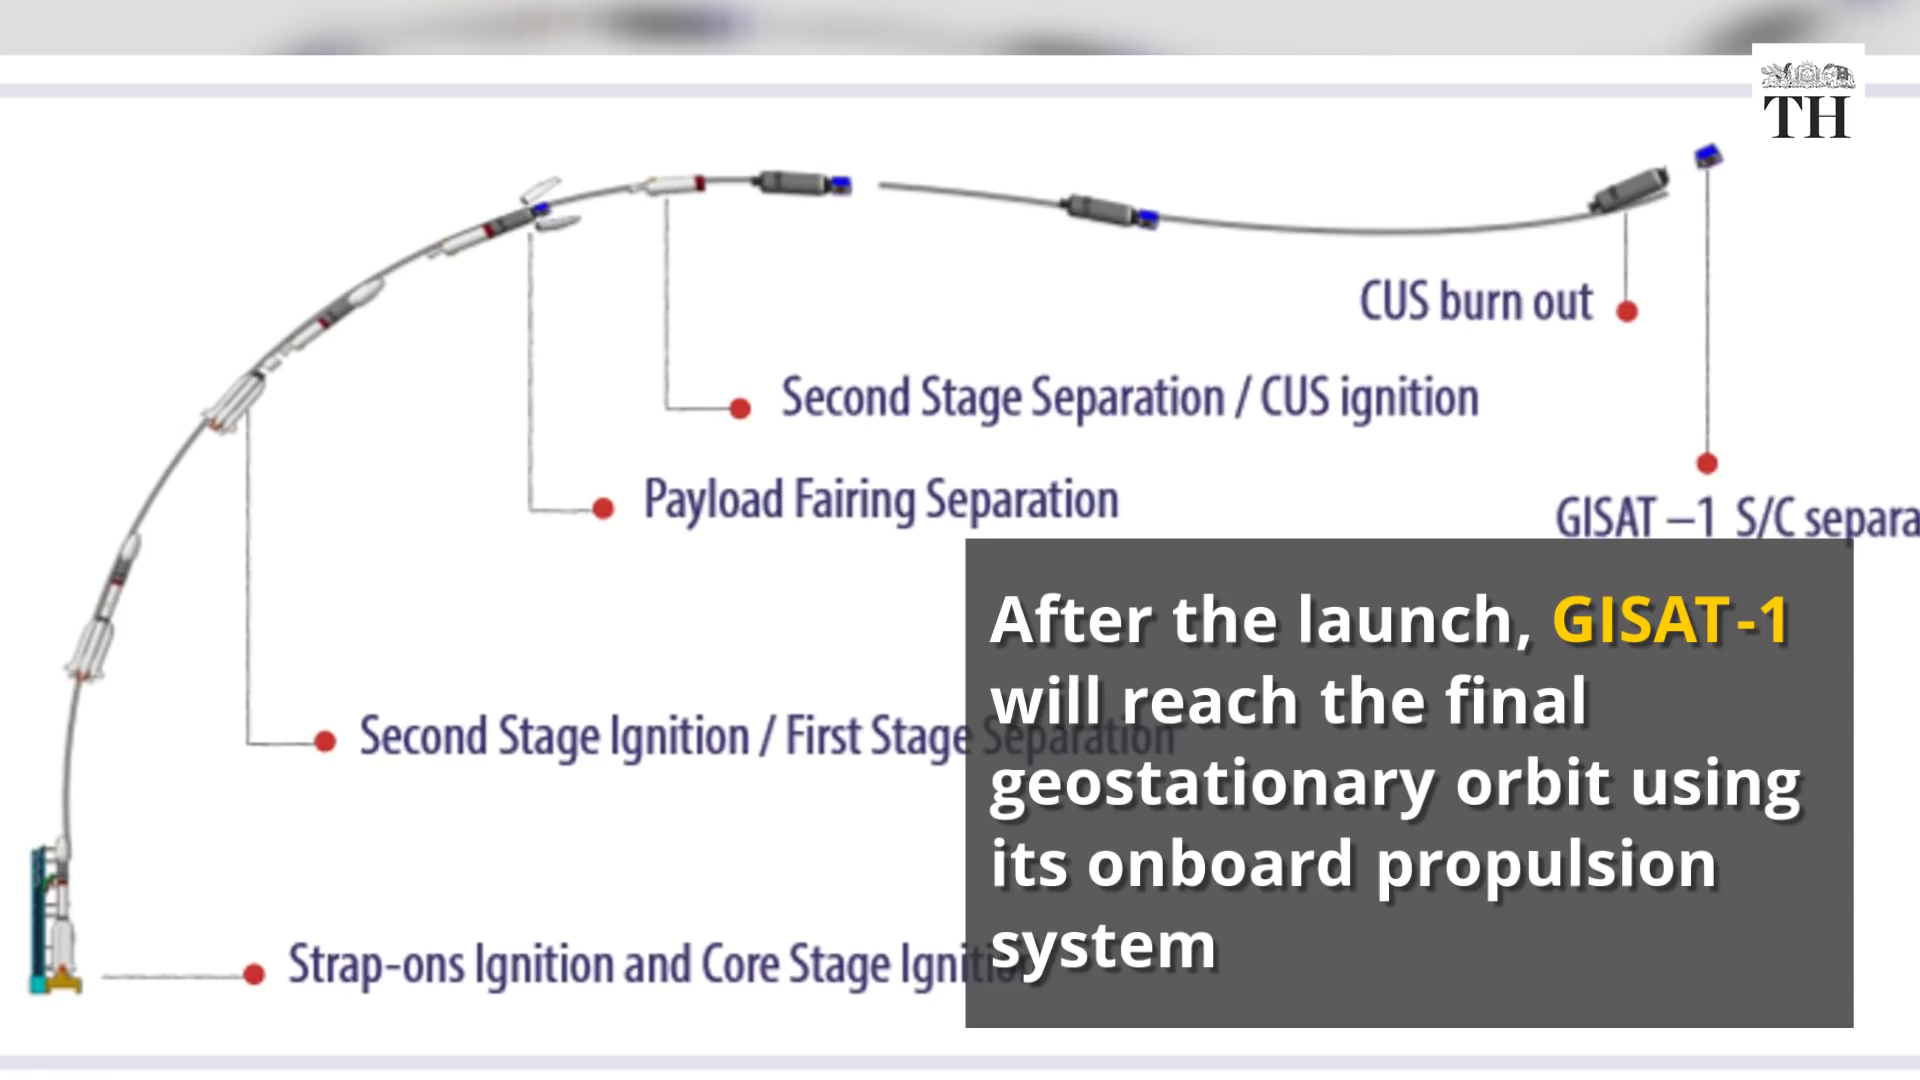 TH
CUS burn out
Second Stage Separation / CUS ignition
Payload Fairing Separation
GISAT –1 S/C separa
After the launch, GISAT-1
will reach the final
geostationary orbit using
its onboard propulsion
system
Second Stage Ignition / First Stage Separation
Strap-ons Ignition and Core Stage Ignition